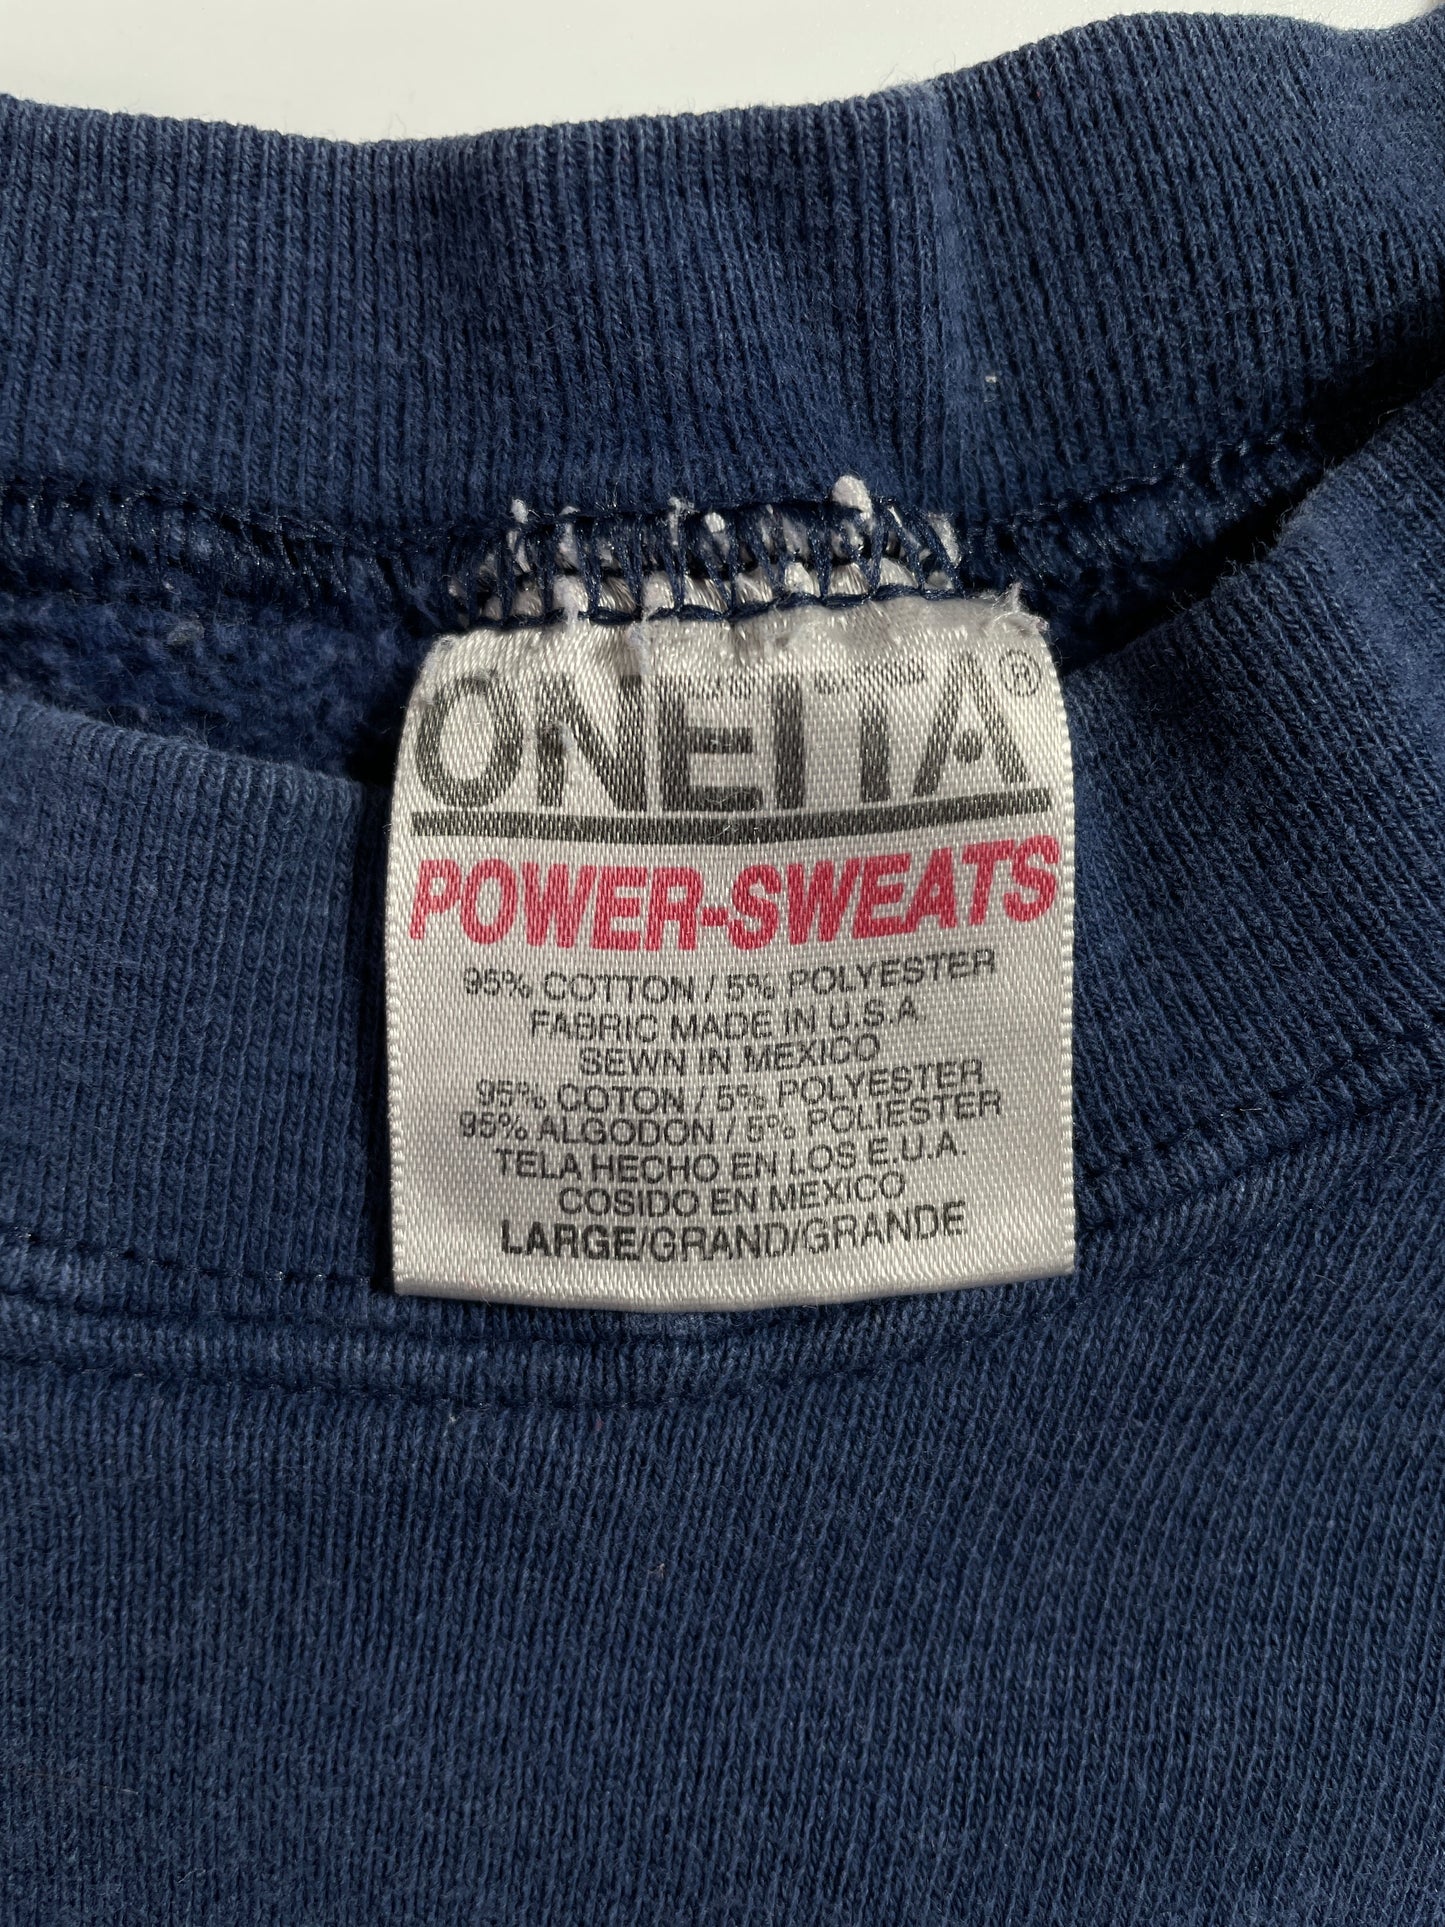 ONEITA®
POWER-SWEATS
95% COTTON / 5% POLYESTER
FABRIC MADE IN U.S.A
SEWN IN MEXICO
95% COTON / 5% POLYESTER
95% ALGODON / 5% POLIESTER
TELA HECHO EN LOS E.U.A.
COSIDO EN MEXICO
LARGE/GRAND/GRANDE